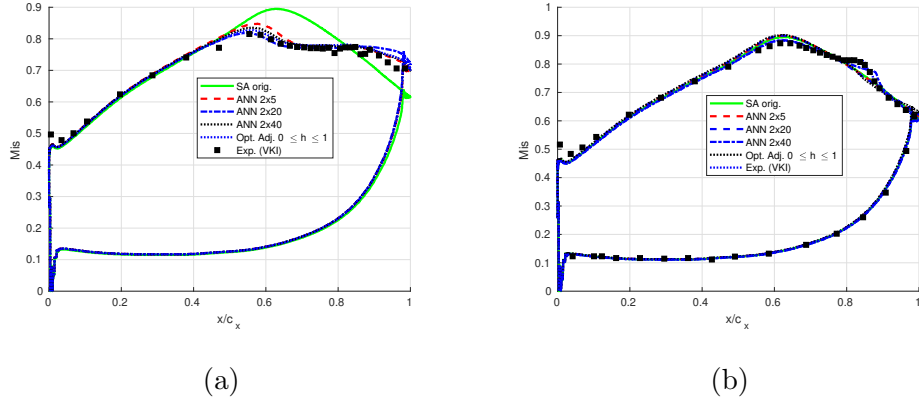 0.9
0.8
0.7
0.6
0.5
0.4
0.3
0.2
0.1
0
Mis
SA orig.
ANN 2x5
ANN 2x20
ANN 2x40
Opt. Adj. 0 ≤ h ≤ 1
Exp. (VKI)
0 0.2 0.4 0.6 0.8 1
x/c x
(a)
1
0.9
0.8
0.7
0.6
0.5
0.4
0.3
0.2
0.1
0
Mis
SA orig.
ANN 2x5
ANN 2x20
ANN 2x40
Opt. Adj. 0 ≤ h ≤ 1
Exp. (VKI)
0 0.2 0.4 0.6 0.8 1
x/c x
(b)